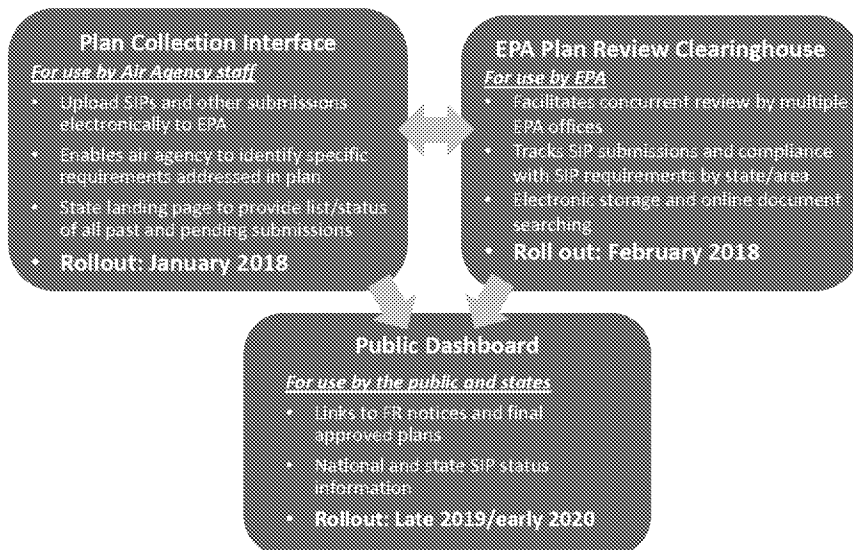 Plan Collection Interface
For use by Air Agency staff
• Upload SIPs and other submissions
electronically to EPA
• Enables air agency to identify specific
requirements addressed in plan
• State landing page to provide list/status
of all past and pending submissions
• Rollout: January 2018
EPA Plan Review Clearinghouse
For use by EPA
• Facilitates concurrent review by multiple
EPA offices
• Tracks SIP submissions and compliance
with SIP requirements by state/area
• Electronic storage and online document
searching
• Roll out: February 2018
Public Dashboard
For use by the public and states
• Links to FR notices and final
approved plans
• National and state SIP status
information
• Rollout: Late 2019/early 2020